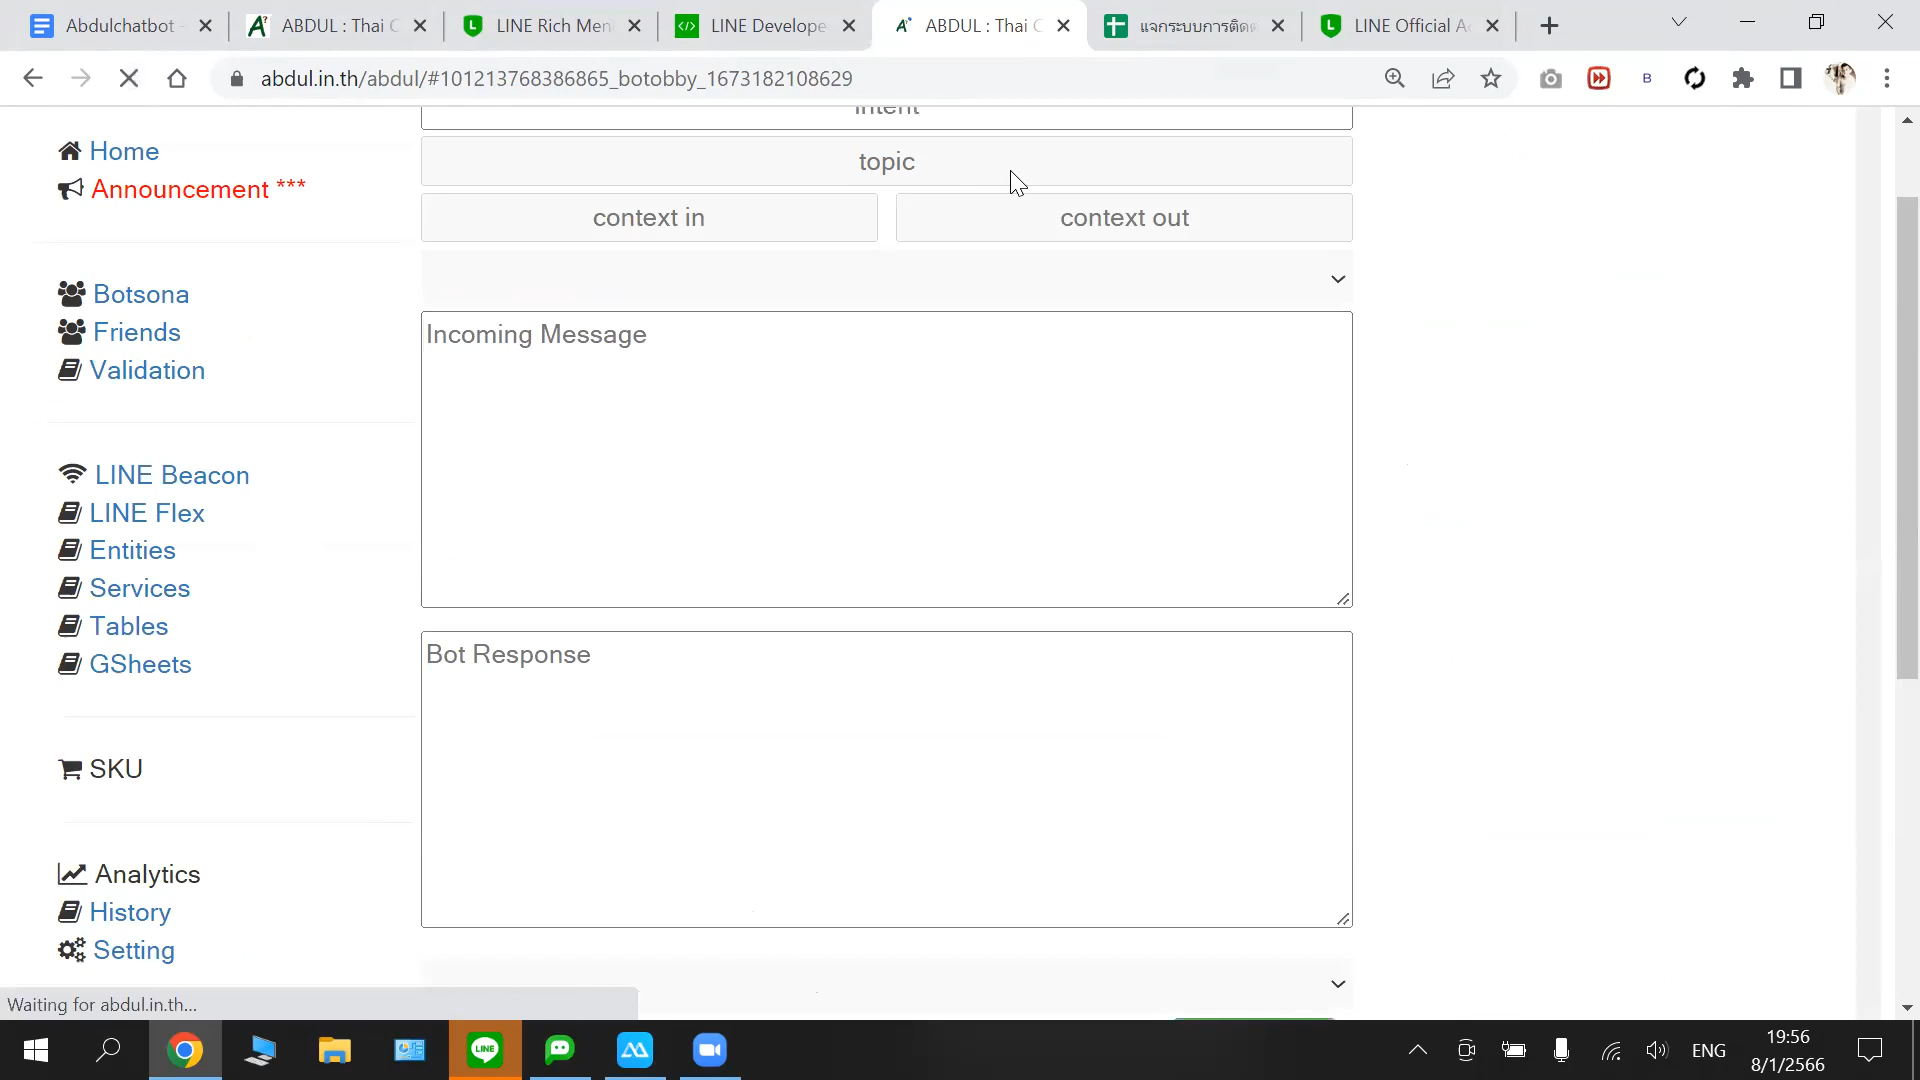 Abdulchatbot -
ABDUL : Thai C
LINE Rich Men
LINE Develope
ABDUL : Thai C
แจกระบบการติดต
LINE Official A
abdul.in.th/abdul/#101213768386865_botobby_1673182108629
Home
Announcement ***
Botsona
Friends
Validation
LINE Beacon
LINE Flex
Entities
Services
Tables
GSheets
SKU
Analytics
History
Setting
intent
topic
context in
context out
Incoming Message
Bot Response
Waiting for abdul.in.th...
LINE
ENG
19:56
8/1/2566